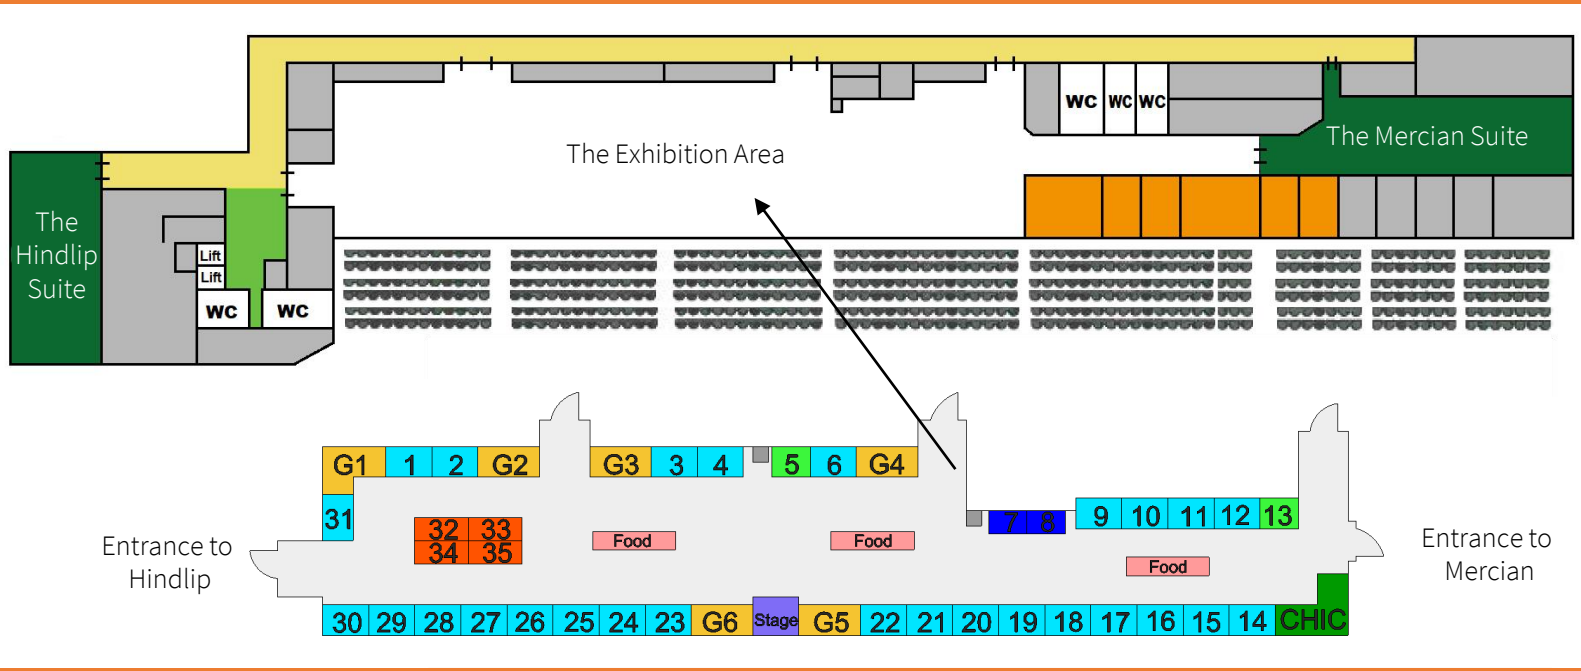 WC WC WC
The Exhibition Area
The Mercian Suite
The
Hindlip
Suite
Lift
Lift
WC WC
G1 1 2 G2 G3 3 4 5 6 G4
31
32 33
34 35
7 8 9 10 11 12 13
Food
Food
Food
Entrance to
Hindlip
Entrance to
Mercian
30 29 28 27 26 25 24 23 G6 Stage G5 22 21 20 19 18 17 16 15 14 CHIC